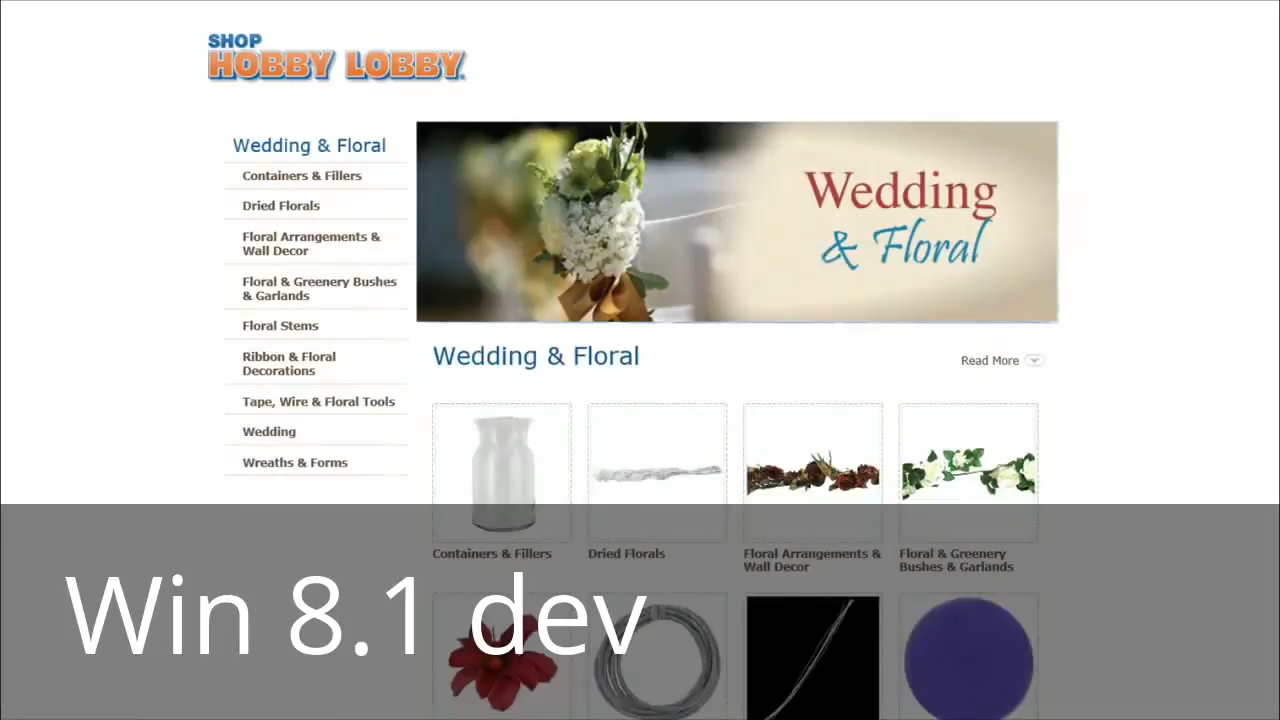 SHOP
HOBBY LOBBY
Wedding & Floral
Containers & Fillers
Dried Florals
Floral Arrangements &
Wall Decor
Floral & Greenery Bushes
& Garlands
Floral Stems
Ribbon & Floral
Decorations
Tape, Wire & Floral Tools
Wedding
Wreaths & Forms
Wedding
& Floral
Wedding & Floral
Read More
Containers & Fillers
Dried Florals
Floral Arrangements &
Wall Decor
Floral & Greenery
Bushes & Garlands
Win 8.1 dev